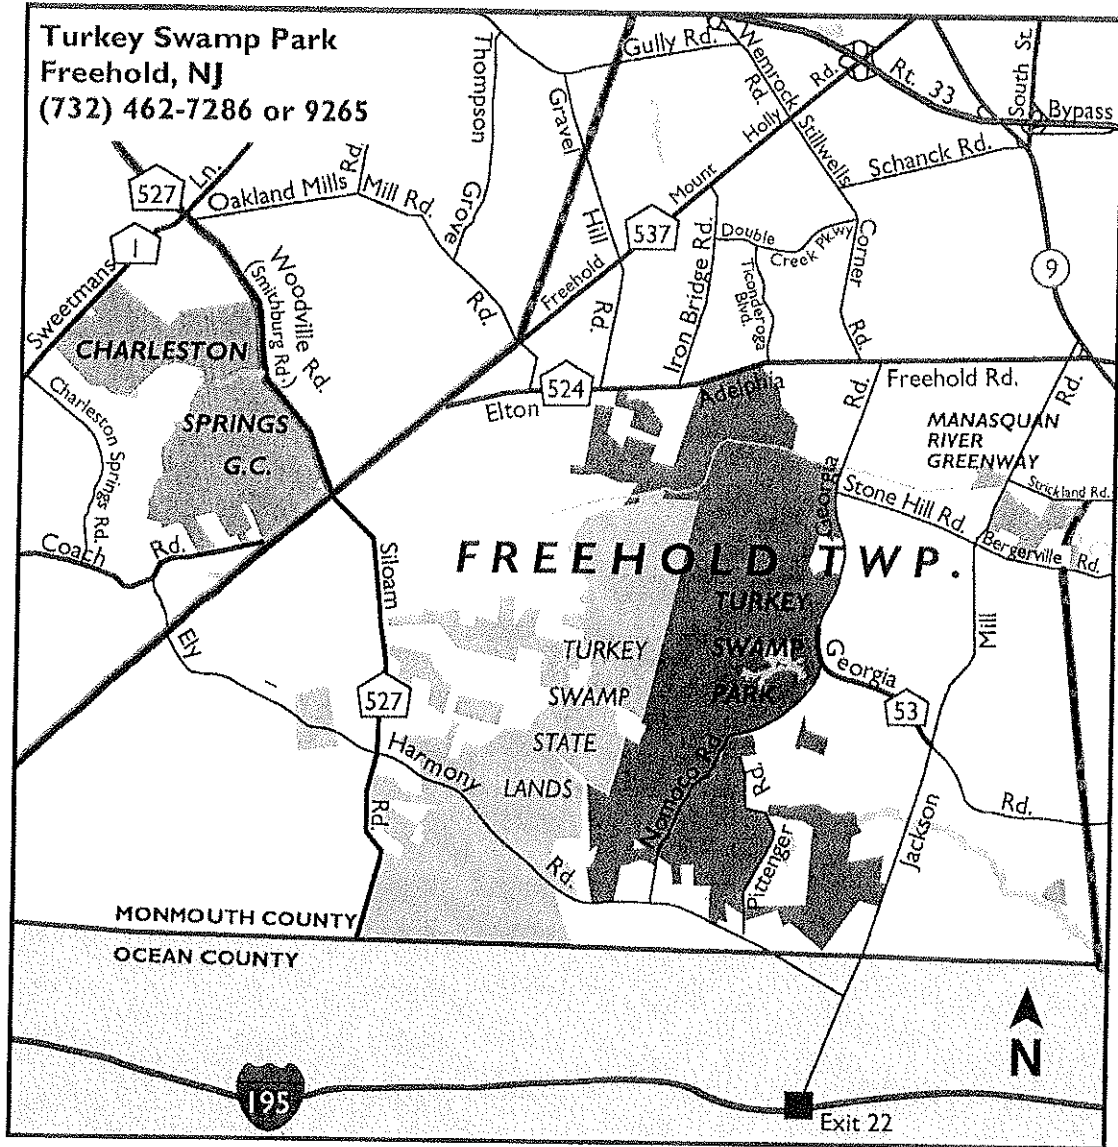 Turkey Swamp Park
Freehold, NJ
(732) 462-7286 or 9265
Thompson
Grove
Rd.
Gully Rd.
Wemrock
Rd.
Rt. 33
South St.
Bypass
Gravel
Hill
Rd.
Freehold
Mount
Holly
Rd.
537
Stillwells
Corner
Rd.
Schanck Rd.
527
Ln.
Sweetmans
1
Oakland Mills
Rd.
Mill Rd.
Woodville Rd.
(Smithburg Rd.)
Iron Bridge Rd.
Double
Creek Pkwy
Ticonderoga
Blvd.
9
CHARLESTON
SPRINGS
G.C.
Charleston Springs Rd.
Elton
524
Adelphia
Rd.
Freehold Rd.
Georgia
MANASQUAN
RIVER
GREENWAY
Rd.
Strickland Rd.
Stone Hill Rd.
Bergerville Rd.
Coach
Rd.
Siloam
FREEHOLD TWP.
TURKEY
SWAMP
PARK
TURKEY
SWAMP
STATE
LANDS
Ely
527
Harmony
Rd.
Rd.
Georgia
53
Rd.
Mill
Nomoco Rd.
Rd.
Pittenger
Jackson
MONMOUTH COUNTY
OCEAN COUNTY
N
195
Exit 22